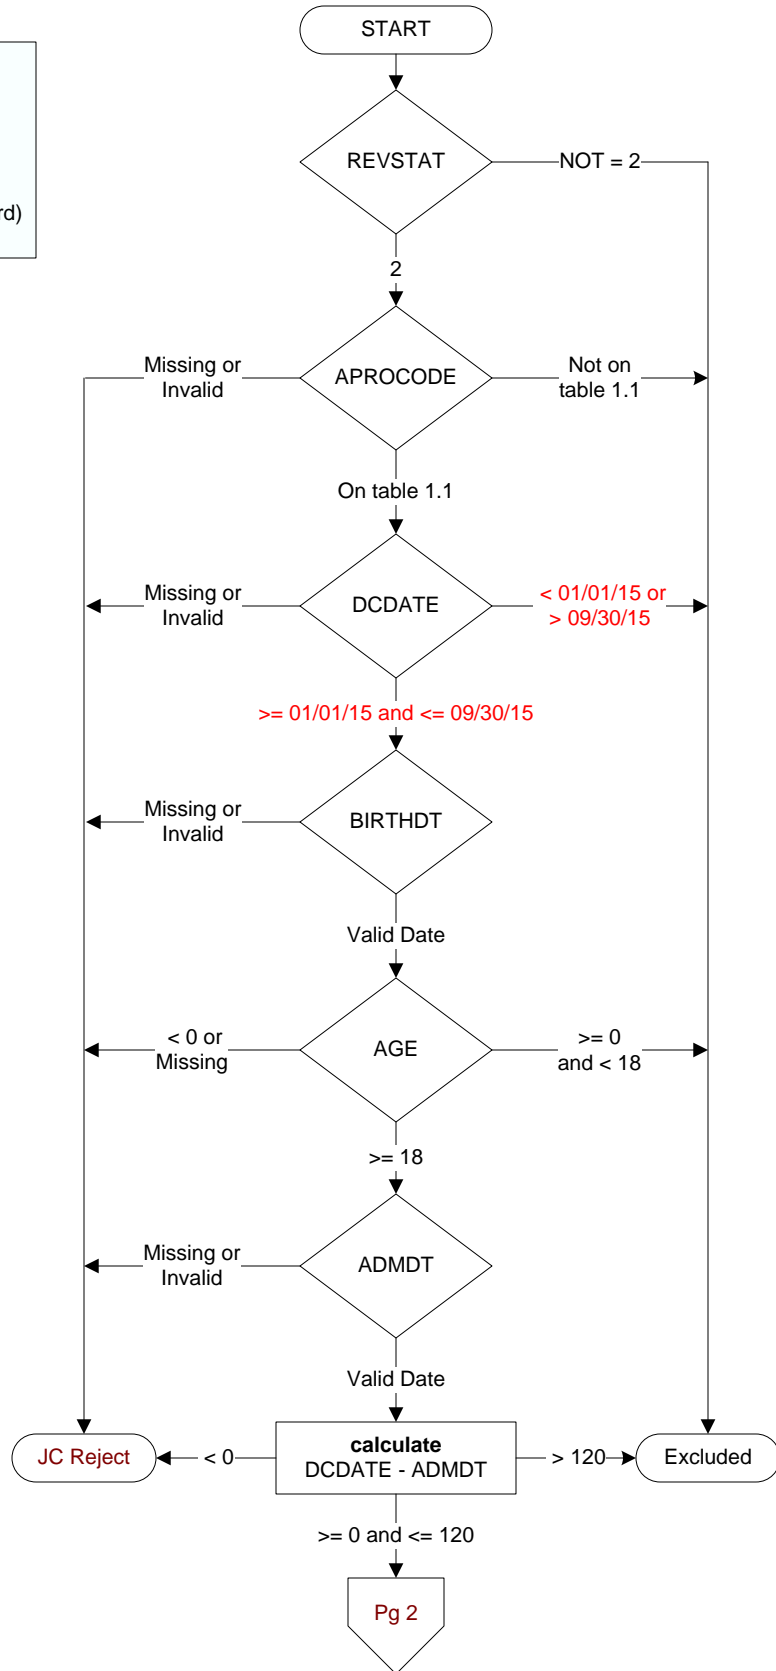 START
rd)
REVSTAT
NOT = 2
2
Missing or
Invalid
APROCODE
Not on
table 1.1
On table 1.1
Missing or
Invalid
DCDATE
< 01/01/15 or
> 09/30/15
>= 01/01/15 and <= 09/30/15
Missing or
Invalid
BIRTHDT
Valid Date
< 0 or
Missing
AGE
>= 0
and < 18
>= 18
Missing or
Invalid
ADMDT
Valid Date
JC Reject
< 0
calculate
DCDATE - ADMDT
> 120
Excluded
>= 0 and <= 120
Pg 2